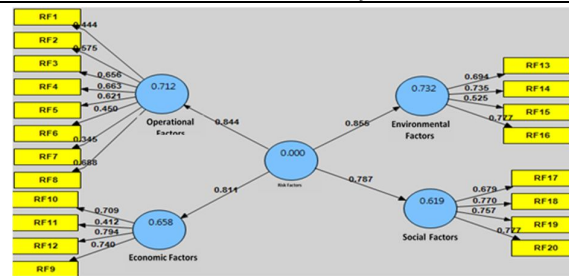 RF1
RF2
RF3
RF4
RF5
RF6
RF7
RF8
RF10
RF11
RF12
RF9
0.444
0.575
0.656
0.663
0.621
0.450
0.345
0.688
0.712
Operational
Factors
0.844
0.709
0.412
0.794
0.740
0.658
Economic Factors
0.811
0.000
Risk Factors
0.855
0.732
Environmental
Factors
0.694
0.735
0.525
0.777
RF13
RF14
RF15
RF16
0.787
0.619
Social Factors
0.679
0.770
0.757
0.777
RF17
RF18
RF19
RF20